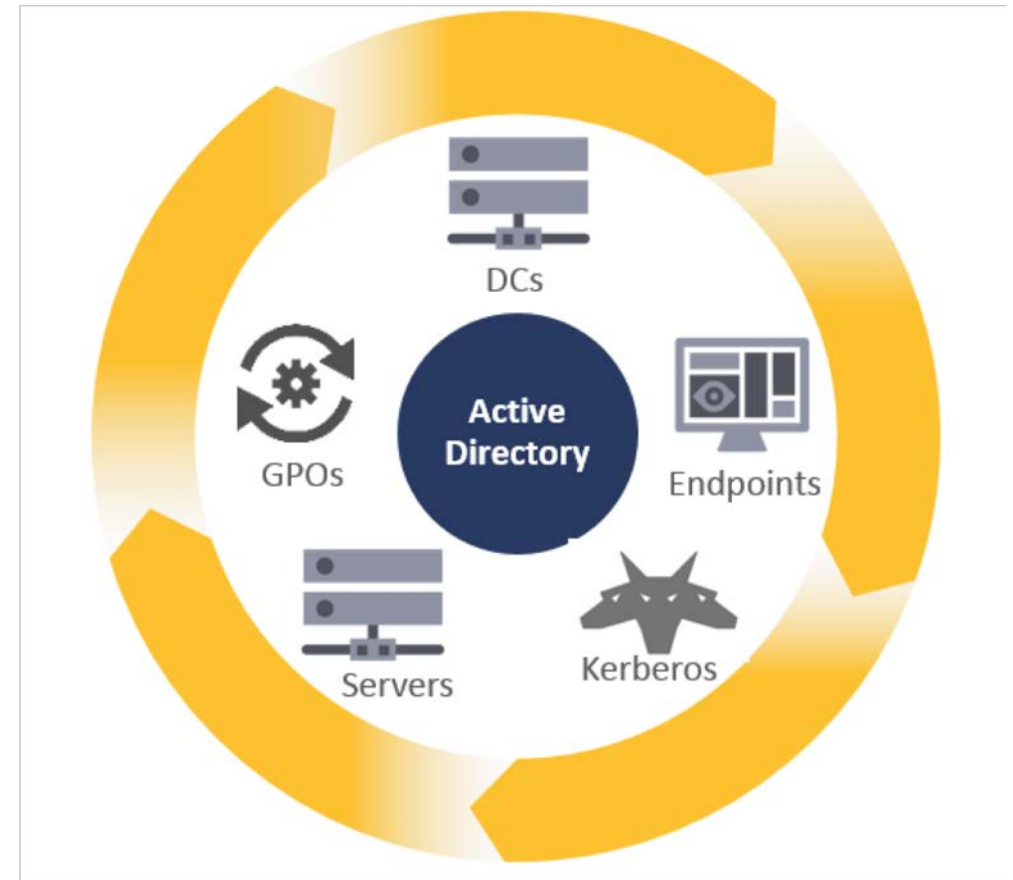 DCs
Active
Directory
GPOs
Endpoints
Servers
Kerberos